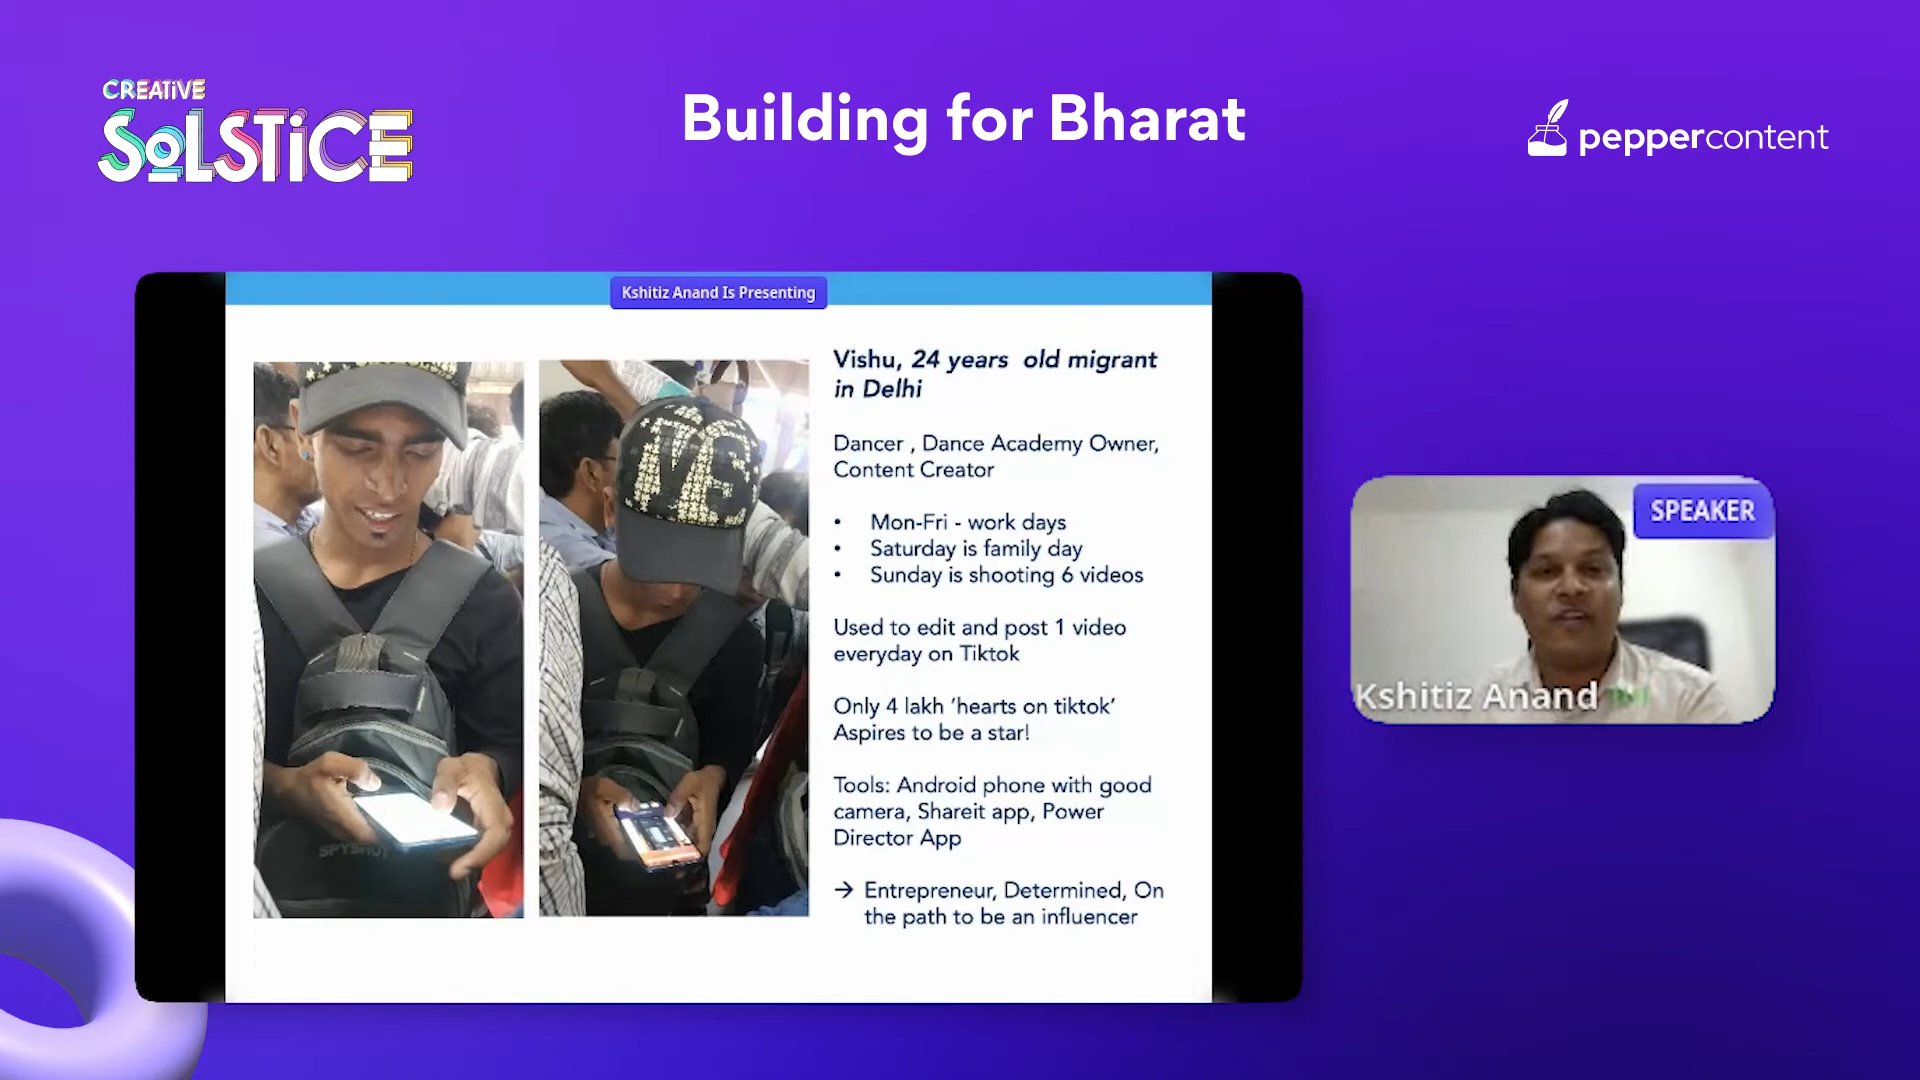 CREATiVE
SoLSTiCE
Building for Bharat
peppercontent
Kshitiz Anand Is Presenting
Vishu, 24 years old migrant
in Delhi
Dancer , Dance Academy Owner,
Content Creator
• Mon-Fri - work days
• Saturday is family day
• Sunday is shooting 6 videos
Used to edit and post 1 video
everyday on Tiktok
Only 4 lakh ‘hearts on tiktok’
Aspires to be a star!
Tools: Android phone with good
camera, Shareit app, Power
Director App
→ Entrepreneur, Determined, On
the path to be an influencer
SPEAKER
Kshitiz Anand